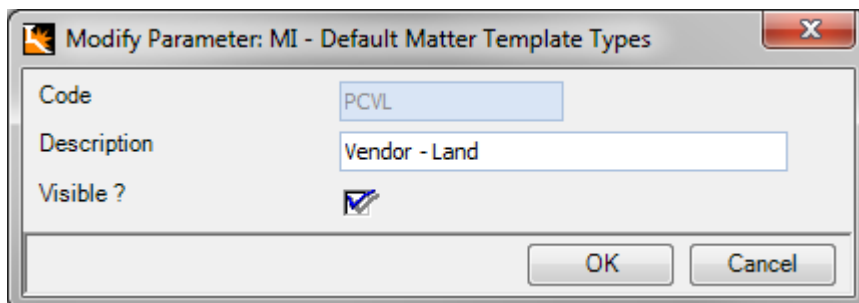 Modify Parameter: MI - Default Matter Template Types
Code
PCVL
Description
Vendor - Land
Visible ?
OK
Cancel